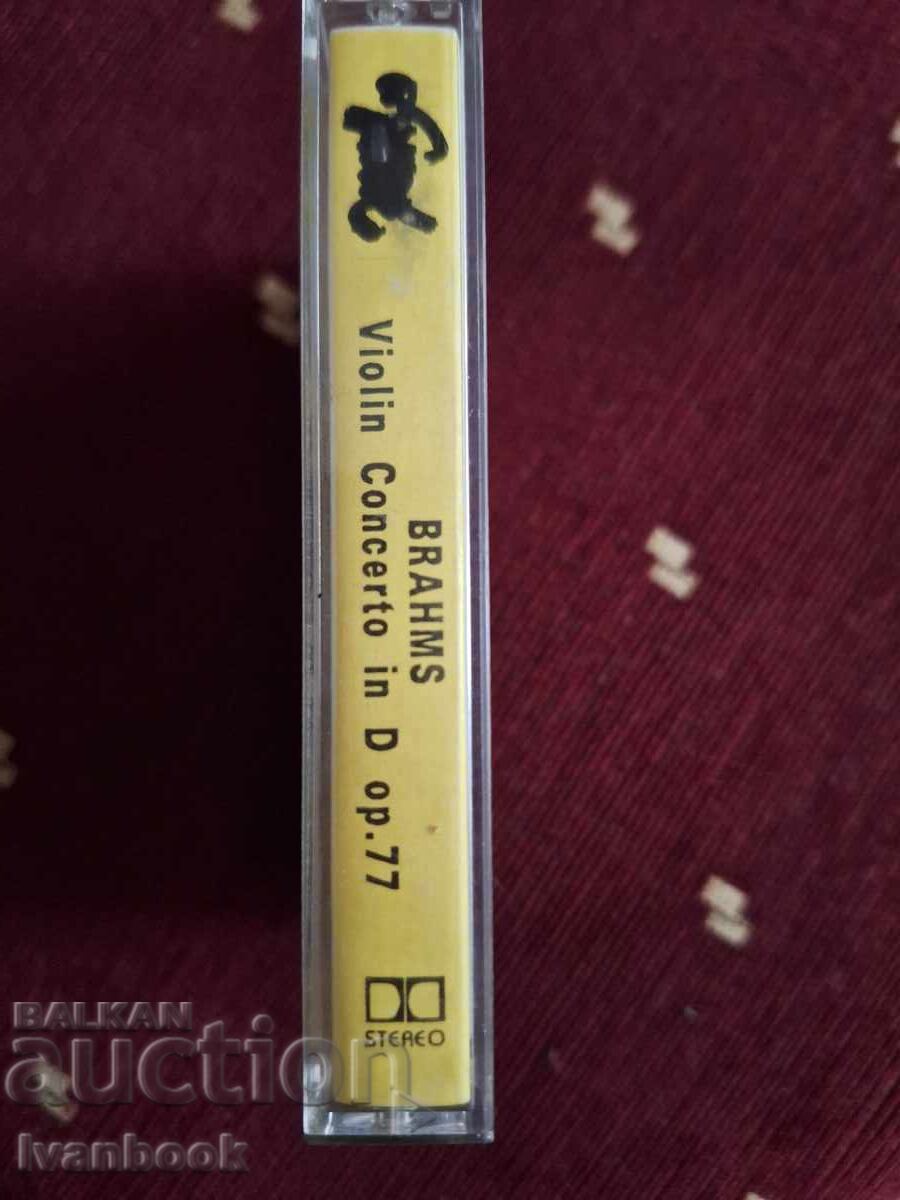 BRAHMS
Violin Concerto in D op.77
STEREO
BALKAN
auction
Ivanbook